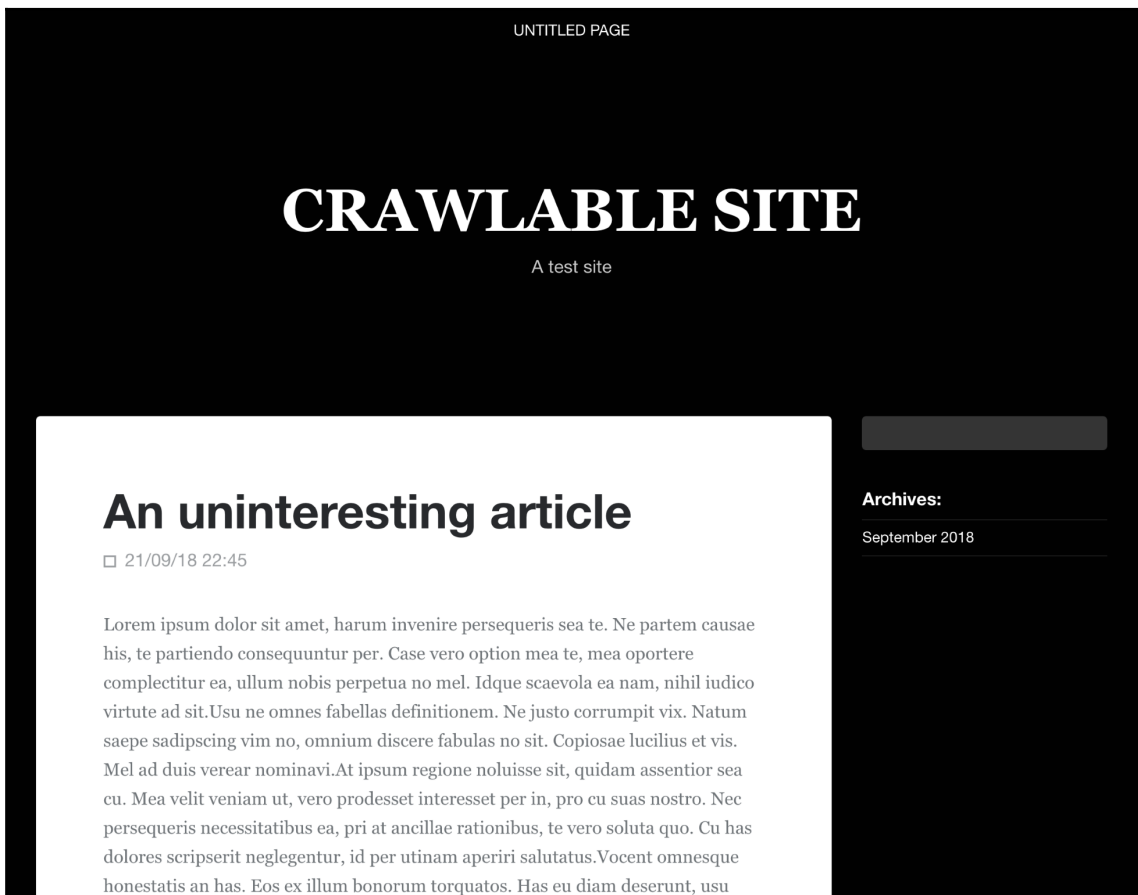 UNTITLED PAGE
CRAWLABLE SITE
A test site
An uninteresting article
21/09/18 22:45
Lorem ipsum dolor sit amet, harum invenire persequeris sea te. Ne partem causae
his, te partiendo consequuntur per. Case vero option mea te, mea oportere
complectitur ea, ullum nobis perpetua no mel. Idque scaevola ea nam, nihil iudico
virtute ad sit.Usu ne omnes fabellas definitionem. Ne justo corrumpit vix. Natum
saepe sadipscing vim no, omnium discere fabulas no sit. Copiosae lucilius et vis.
Mel ad duis verear nominavi.At ipsum regione noluisse sit, quidam assentior sea
cu. Mea velit veniam ut, vero prodesset interesset per in, pro cu suas nostro. Nec
persequeris necessitatibus ea, pri at ancillae rationibus, te vero soluta quo. Cu has
dolores scripserit neglegentur, id per utinam aperiri salutatus.Vocent omnesque
honestatis an has. Eos ex illum bonorum torquatos. Has eu diam deserunt, usu
Archives:
September 2018